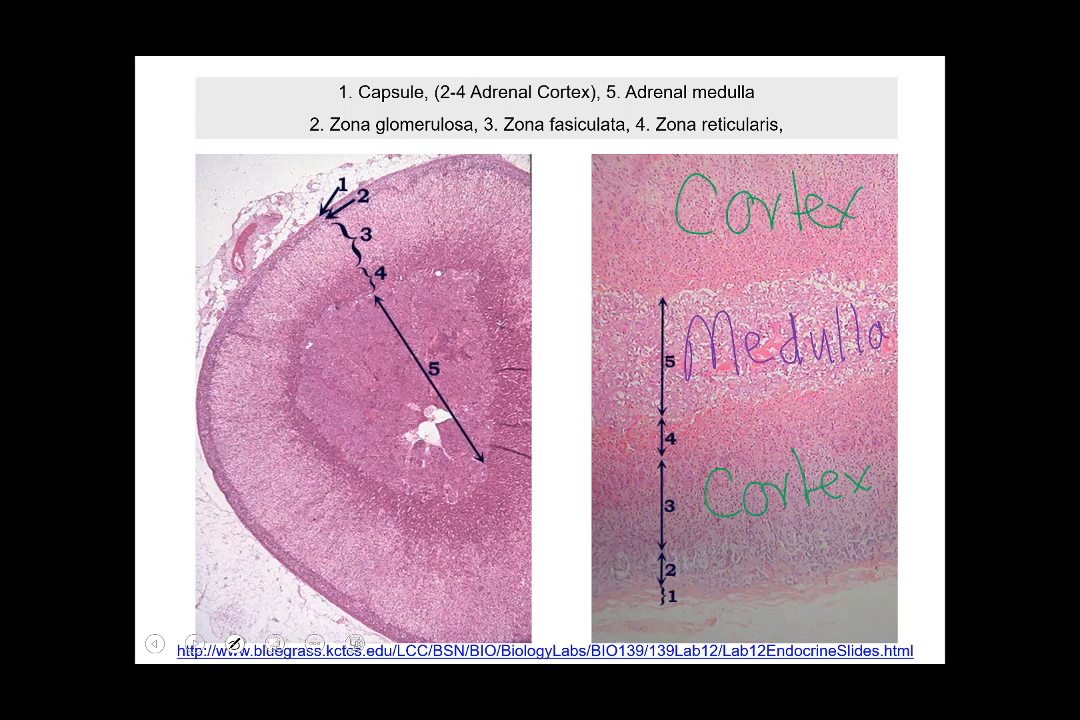 1. Capsule, (2-4 Adrenal Cortex), 5. Adrenal medulla
2. Zona glomerulosa, 3. Zona fasiculata, 4. Zona reticularis,
1
2
3
4
5
Cortex
Medulla
5
4
Cortex
3
2
1
http://www.bluegrass.kctcs.edu/LCC/BSN/BIO/BiologyLabs/BIO139/139Lab12/Lab12EndocrineSlides.html